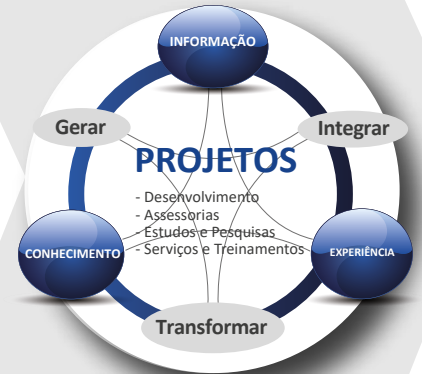 INFORMAÇÃO
Gerar
Integrar
PROJETOS
- Desenvolvimento
- Assessorias
- Estudos e Pesquisas
- Serviços e Treinamentos
CONHECIMENTO
EXPERIÊNCIA
Transformar